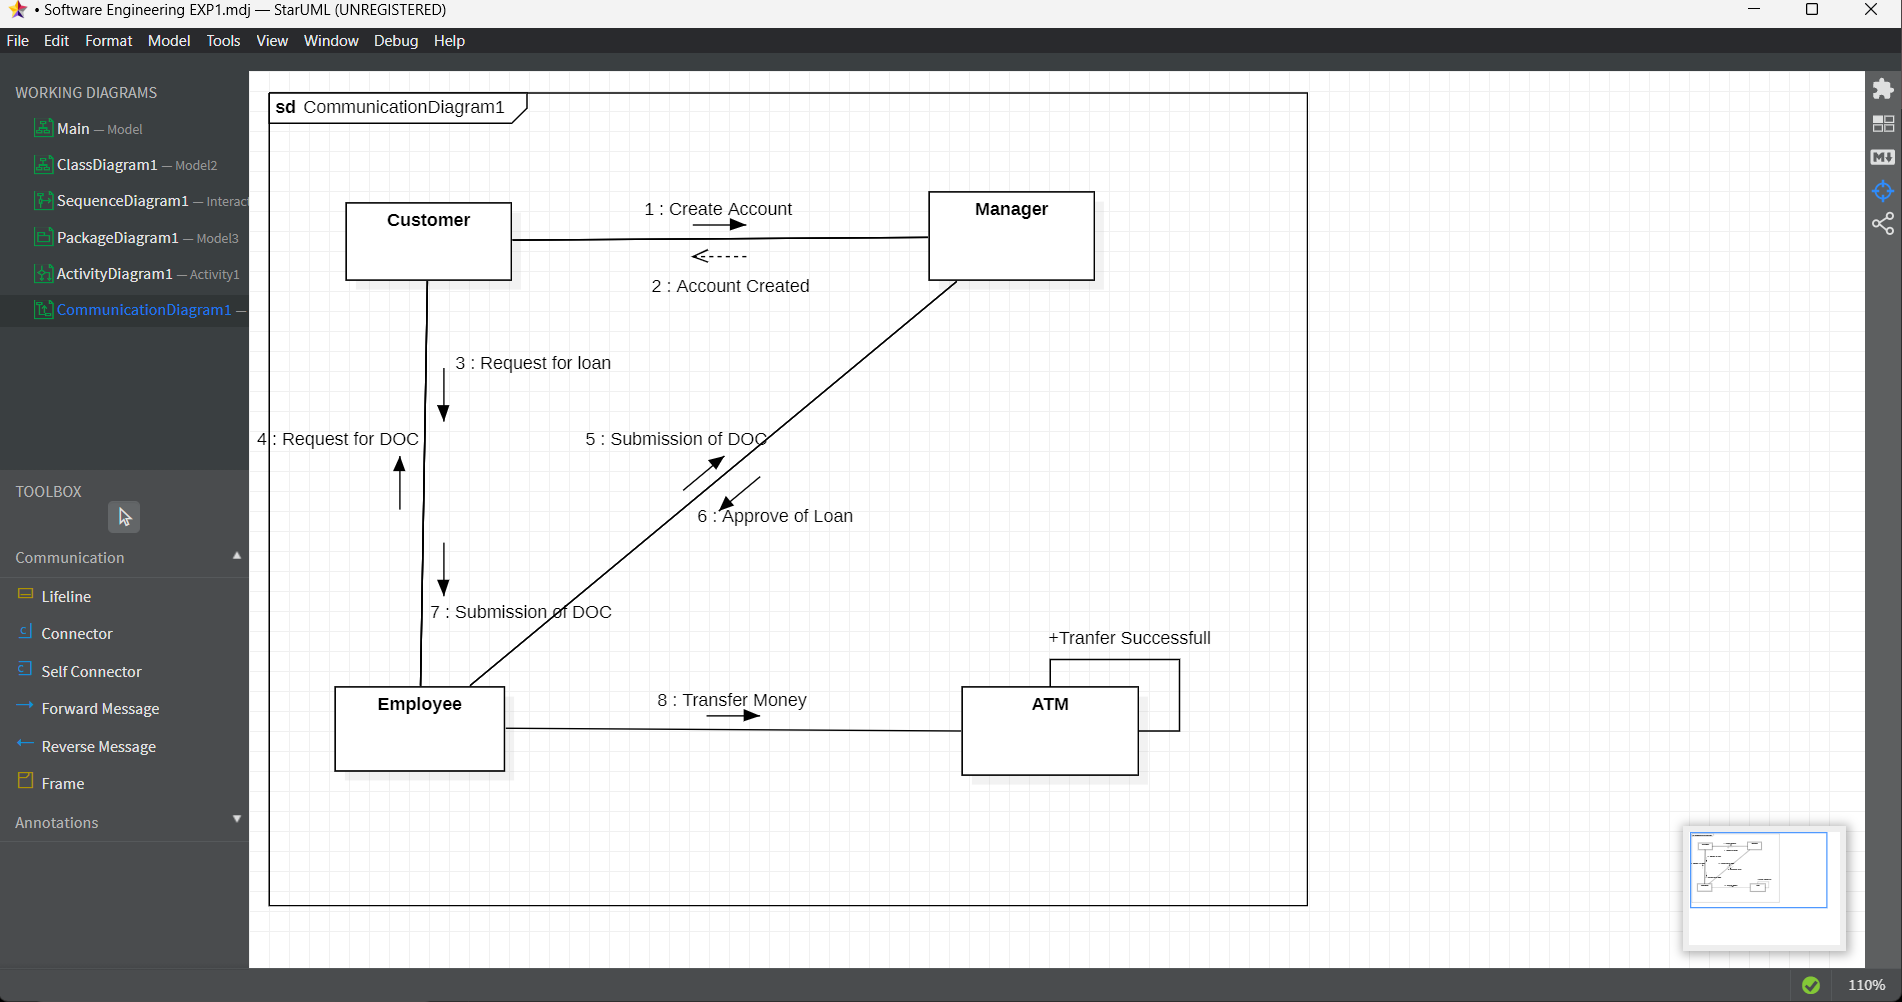 • Software Engineering EXP1.mdj — StarUML (UNREGISTERED)
File Edit Format Model Tools View Window Debug Help
WORKING DIAGRAMS
Main — Model
ClassDiagram1 — Model2
SequenceDiagram1 — Interact
PackageDiagram1 — Model3
ActivityDiagram1 — Activity1
CommunicationDiagram1 —
TOOLBOX
Communication
Lifeline
Connector
Self Connector
Forward Message
Reverse Message
Frame
Annotations
sd CommunicationDiagram1
Customer
1 : Create Account
Manager
2 : Account Created
3 : Request for loan
4 : Request for DOC
5 : Submission of DOC
6 : Approve of Loan
7 : Submission of DOC
+Tranfer Successfull
Employee
8 : Transfer Money
ATM
M
110%